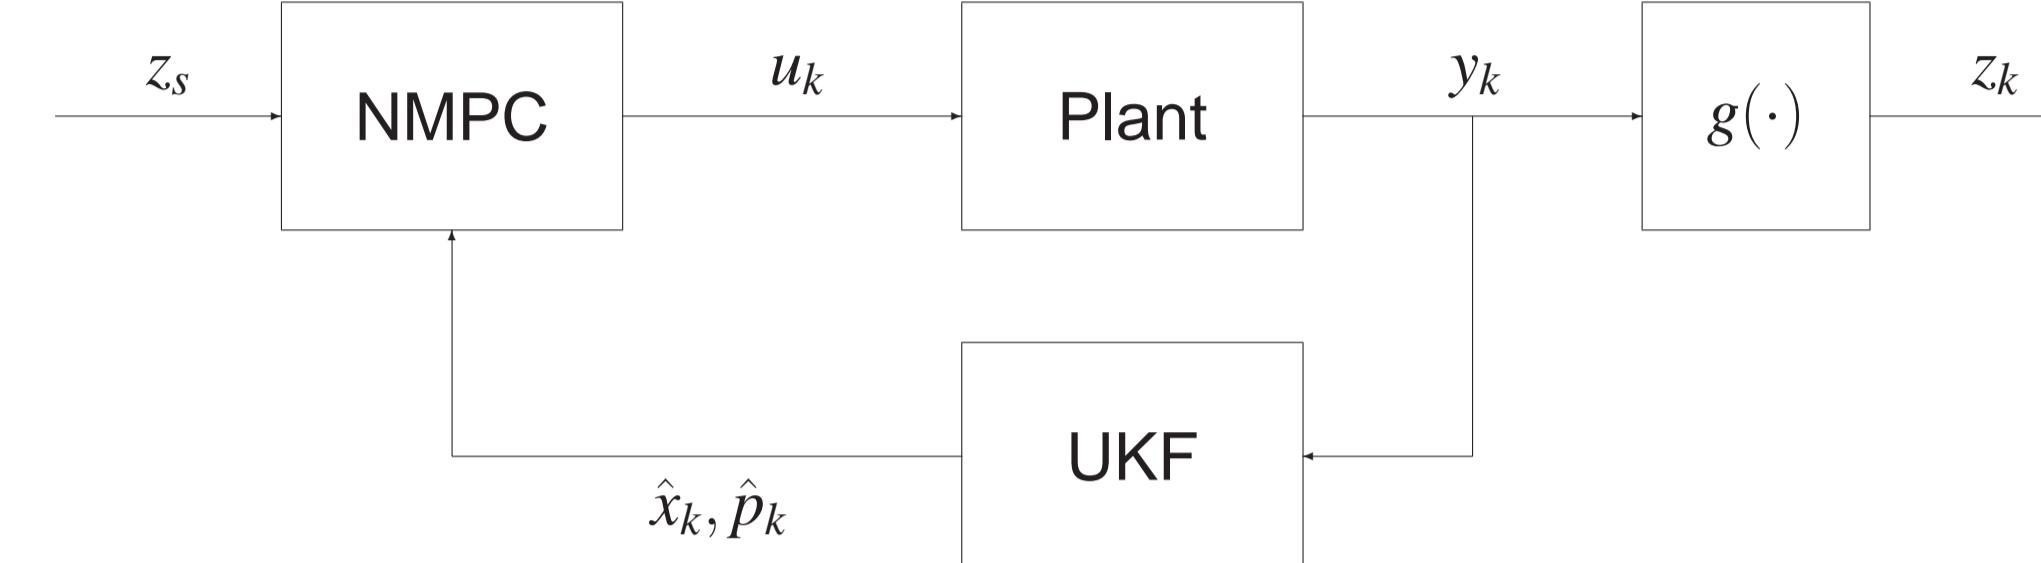 z_s
NMPC
u_k
Plant
y_k
g(·)
z_k
UKF
x̂_k, p̂_k